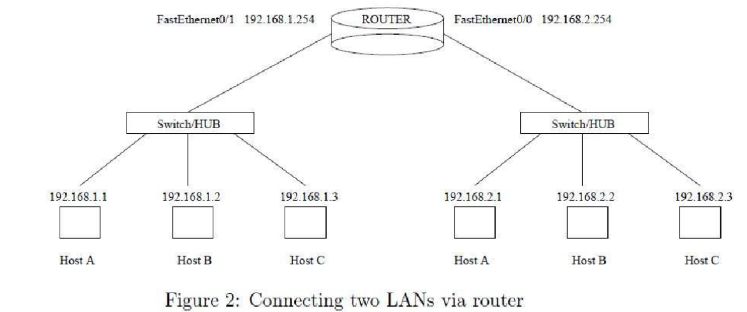 FastEthernet0/1 192.168.1.254 ROUTER FastEthernet0/0 192.168.2.254
Switch/HUB Switch/HUB
192.168.1.1 192.168.1.2 192.168.1.3 192.168.2.1 192.168.2.2 192.168.2.3
Host A Host B Host C Host A Host B Host C
Figure 2: Connecting two LANs via router